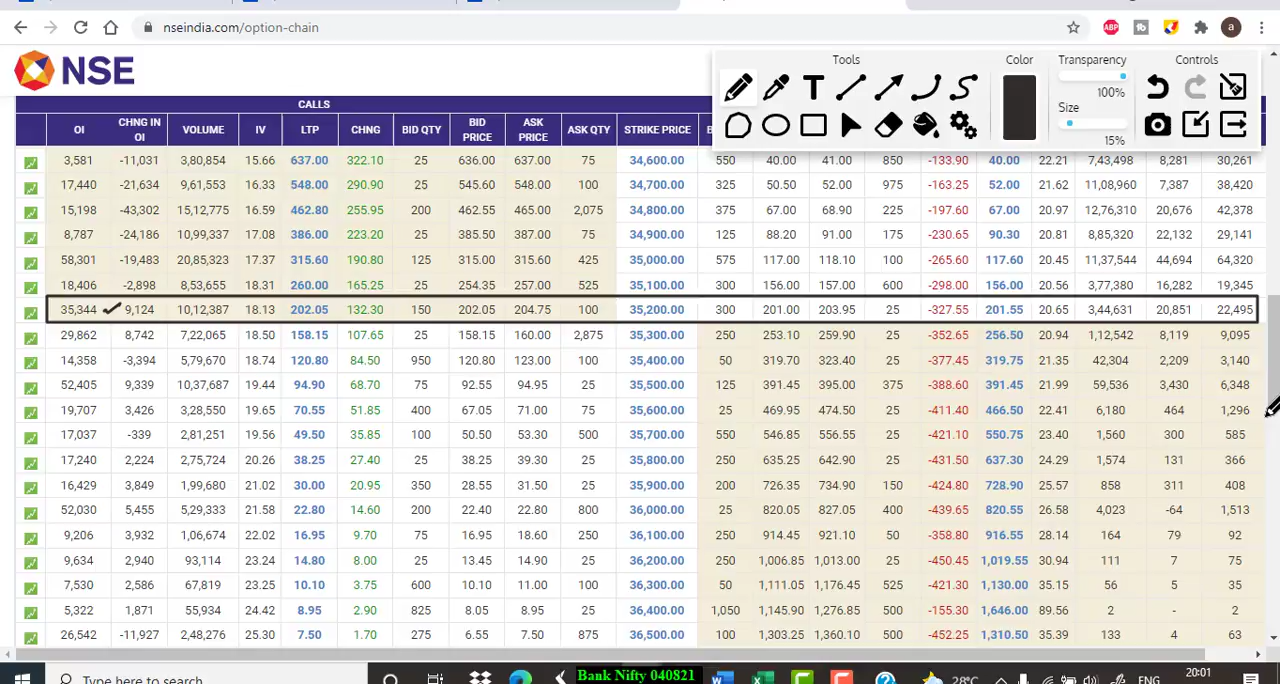 nseindia.com/option-chain
ABP
a
NSE
Tools Color Transparency Controls
100%
Size
15%
CALLS
OI CHNG IN OI VOLUME IV LTP CHNG BID QTY BID PRICE ASK PRICE ASK QTY STRIKE PRICE
3,581 -11,031 3,80,854 15.66 637.00 322.10 25 636.00 637.00 75 34,600.00 550 40.00 41.00 850 -133.90 40.00 22.21 7,43,498 8,281 30,261
17,440 -21,634 9,61,553 16.33 548.00 290.90 25 545.60 548.00 100 34,700.00 325 50.50 52.00 975 -163.25 52.00 21.62 11,08,960 7,387 38,420
15,198 -43,302 15,12,775 16.59 462.80 255.95 200 462.55 465.00 2,075 34,800.00 375 67.00 68.90 225 -197.60 67.00 20.97 12,76,310 20,676 42,378
8,787 -24,186 10,99,337 17.08 386.00 223.20 25 385.50 387.00 75 34,900.00 125 88.20 91.00 175 -230.65 90.30 20.81 8,85,320 22,132 29,141
58,301 -19,483 20,85,323 17.37 315.60 190.80 125 315.00 315.60 425 35,000.00 575 117.00 118.10 100 -265.60 117.60 20.45 11,37,544 44,694 64,320
18,406 -2,898 8,53,655 18.31 260.00 165.25 25 254.35 257.00 525 35,100.00 600 156.00 157.00 600 -298.00 156.00 20.56 3,77,380 16,282 19,345
35,344 9,124 10,12,387 18.13 202.05 132.30 150 202.05 204.75 100 35,200.00 300 201.00 203.95 25 -327.55 201.55 20.65 3,44,631 20,851 22,495
29,862 8,742 7,22,065 18.50 158.15 107.65 25 158.15 160.00 2,875 35,300.00 250 253.10 259.90 25 -352.65 256.50 20.94 1,12,542 8,119 9,095
14,358 -3,394 5,79,670 18.74 120.80 84.50 950 120.80 123.00 100 35,400.00 50 319.70 323.40 25 -377.45 319.75 21.35 42,304 2,209 3,140
52,405 9,339 10,37,687 19.44 94.90 68.70 75 92.55 94.95 25 35,500.00 125 391.45 395.00 375 -388.60 391.45 21.99 59,536 3,430 6,348
19,707 3,426 3,28,550 19.65 70.55 51.85 400 67.05 71.00 75 35,600.00 25 469.95 474.50 25 -411.40 466.50 22.41 6,180 464 1,296
17,037 -339 2,81,251 19.56 49.50 35.85 100 50.50 53.30 500 35,700.00 550 546.85 556.55 25 -421.10 550.75 23.40 1,560 300 585
17,240 2,224 2,75,724 20.26 38.25 27.40 25 38.25 39.30 25 35,800.00 25 635.25 642.90 25 -431.50 637.30 24.29 1,574 131 366
16,429 3,849 1,99,680 21.02 30.00 20.95 350 28.55 31.50 25 35,900.00 200 726.35 734.90 150 -424.80 728.90 25.57 858 311 408
52,030 5,455 5,29,333 21.58 22.80 14.60 200 22.40 22.80 800 36,000.00 25 820.05 827.05 400 -439.65 820.55 26.58 4,023 -64 1,513
9,206 3,932 1,06,674 22.02 16.95 9.70 75 16.95 18.60 250 36,100.00 250 914.45 921.10 50 -358.80 916.55 28.14 164 79 92
9,634 2,940 93,114 23.24 14.80 8.00 25 14.45 14.90 100 36,200.00 250 1,006.85 1,013.00 25 -450.45 1,019.55 30.94 111 7 75
7,530 2,586 67,819 23.25 10.10 3.75 600 10.10 11.00 100 36,300.00 50 1,111.05 1,176.45 525 -421.30 1,130.00 35.15 56 5 35
5,322 1,871 55,934 24.42 8.95 2.90 825 8.05 8.95 25 36,400.00 1,050 1,145.90 1,276.85 500 -155.30 1,646.00 89.56 2 - 2
26,542 -11,927 2,48,276 25.30 7.50 1.70 275 6.55 7.50 875 36,500.00 100 1,303.25 1,360.10 500 -452.25 1,310.50 35.39 133 4 63
Type here to search Bank Nifty 040821 28°C ENG 20:01